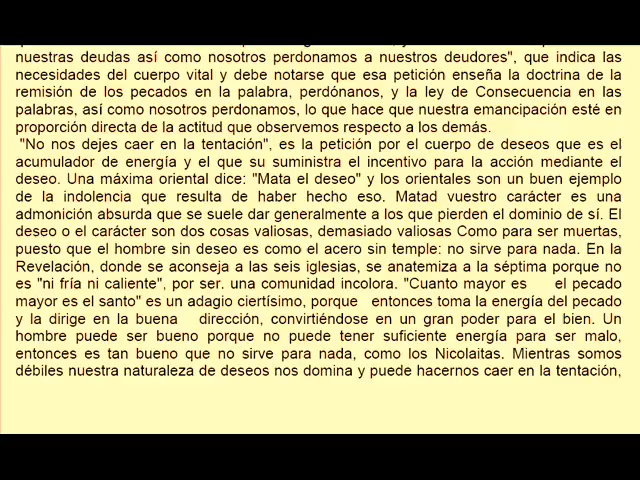 nuestras deudas así como nosotros perdonamos a nuestros deudores", que indica las
necesidades del cuerpo vital y debe notarse que esa petición enseña la doctrina de la
remisión de los pecados en la palabra, perdónanos, y la ley de Consecuencia en las
palabras, así como nosotros perdonamos, lo que hace que nuestra emancipación esté en
proporción directa de la actitud que observemos respecto a los demás.
"No nos dejes caer en la tentación", es la petición por el cuerpo de deseos que es el
acumulador de energía y el que su suministra el incentivo para la acción mediante el
deseo. Una máxima oriental dice: "Mata el deseo" y los orientales son un buen ejemplo
de la indolencia que resulta de haber hecho eso. Matad vuestro carácter es una
admonición absurda que se suele dar generalmente a los que pierden el dominio de sí. El
deseo o el carácter son dos cosas valiosas, demasiado valiosas Como para ser muertas,
puesto que el hombre sin deseo es como el acero sin temple: no sirve para nada. En la
Revelación, donde se aconseja a las seis iglesias, se anatemiza a la séptima porque no
es "ni fría ni caliente", por ser. una comunidad incolora. "Cuanto mayor es el pecado
mayor es el santo" es un adagio ciertísimo, porque entonces toma la energía del pecado
y la dirige en la buena dirección, convirtiéndose en un gran poder para el bien. Un
hombre puede ser bueno porque no puede tener suficiente energía para ser malo,
entonces es tan bueno que no sirve para nada, como los Nicolaitas. Mientras somos
débiles nuestra naturaleza de deseos nos domina y puede hacernos caer en la tentación,